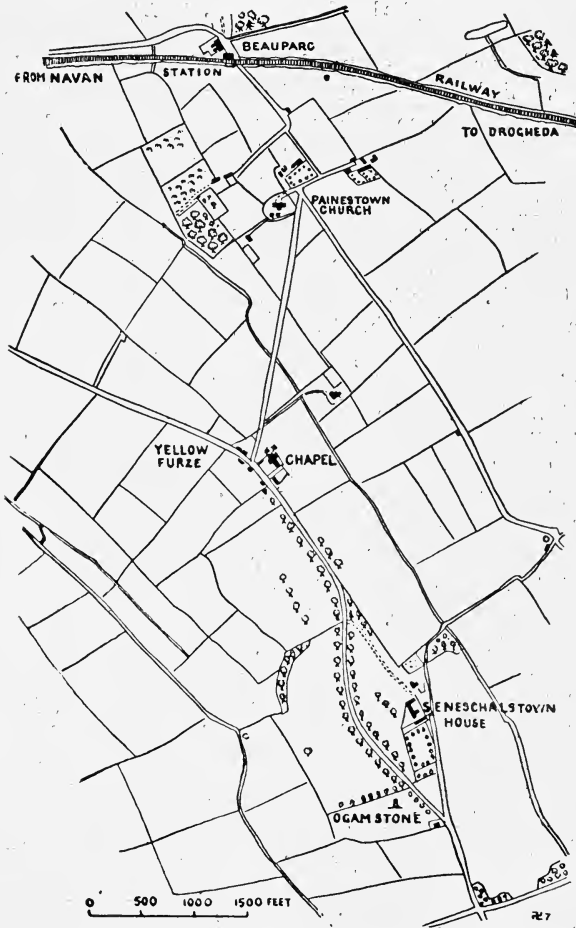 BEAUPARC
FROM NAVAN
STATION
RAILWAY
TO DROGHEDA
PAINESTOWN
CHURCH
YELLOW
FURZE
CHAPEL
SENESCHALSTOWN
HOUSE
OGAM STONE
0 500 1000 1500 FEET